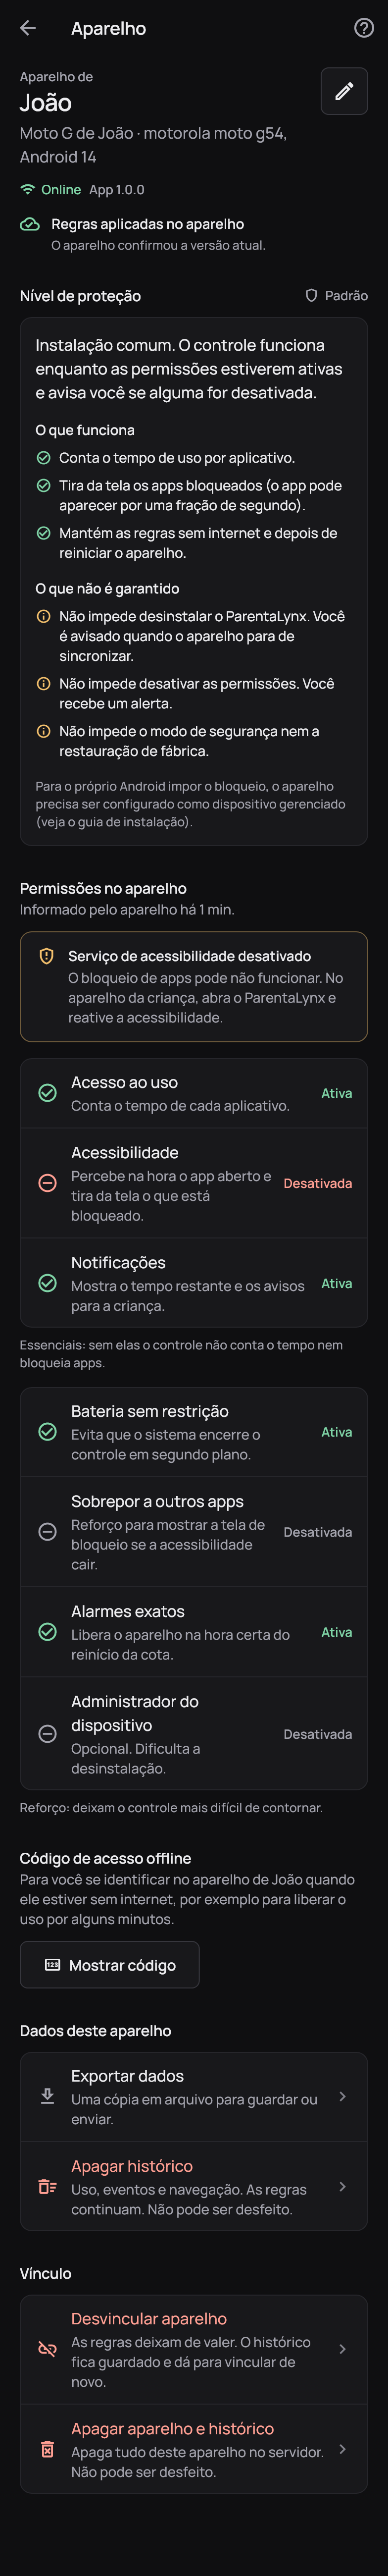 Aparelho
Aparelho de
João
Moto G de João · motorola moto g54,
Android 14
Online App 1.0.0
Regras aplicadas no aparelho
O aparelho confirmou a versão atual.
Nível de proteção
Padrão
Instalação comum. O controle funciona
enquanto as permissões estiverem ativas
e avisa você se alguma for desativada.
O que funciona
Conta o tempo de uso por aplicativo.
Tira da tela os apps bloqueados (o app pode
aparecer por uma fração de segundo).
Mantém as regras sem internet e depois de
reiniciar o aparelho.
O que não é garantido
Não impede desinstalar o ParentaLynx. Você
é avisado quando o aparelho para de
sincronizar.
Não impede desativar as permissões. Você
recebe um alerta.
Não impede o modo de segurança nem a
restauração de fábrica.
Para o próprio Android impor o bloqueio, o aparelho
precisa ser configurado como dispositivo gerenciado
(veja o guia de instalação).
Permissões no aparelho
Informado pelo aparelho há 1 min.
Serviço de acessibilidade desativado
O bloqueio de apps pode não funcionar. No
aparelho da criança, abra o ParentaLynx e
reative a acessibilidade.
Acesso ao uso
Conta o tempo de cada aplicativo.
Ativa
Acessibilidade
Percebe na hora o app aberto e
tira da tela o que está
bloqueado.
Desativada
Notificações
Mostra o tempo restante e os avisos
para a criança.
Ativa
Essenciais: sem elas o controle não conta o tempo nem
bloqueia apps.
Bateria sem restrição
Evita que o sistema encerre o
controle em segundo plano.
Ativa
Sobrepor a outros apps
Reforço para mostrar a tela de
bloqueio se a acessibilidade
cair.
Desativada
Alarmes exatos
Libera o aparelho na hora certa do
reinício da cota.
Ativa
Administrador do
dispositivo
Opcional. Dificulta a
desinstalação.
Desativada
Reforço: deixam o controle mais difícil de contornar.
Código de acesso offline
Para você se identificar no aparelho de João quando
ele estiver sem internet, por exemplo para liberar o
uso por alguns minutos.
123 Mostrar código
Dados deste aparelho
Exportar dados
Uma cópia em arquivo para guardar ou
enviar.
Apagar histórico
Uso, eventos e navegação. As regras
continuam. Não pode ser desfeito.
Vínculo
Desvincular aparelho
As regras deixam de valer. O histórico
fica guardado e dá para vincular de
novo.
Apagar aparelho e histórico
Apaga tudo deste aparelho no servidor.
Não pode ser desfeito.